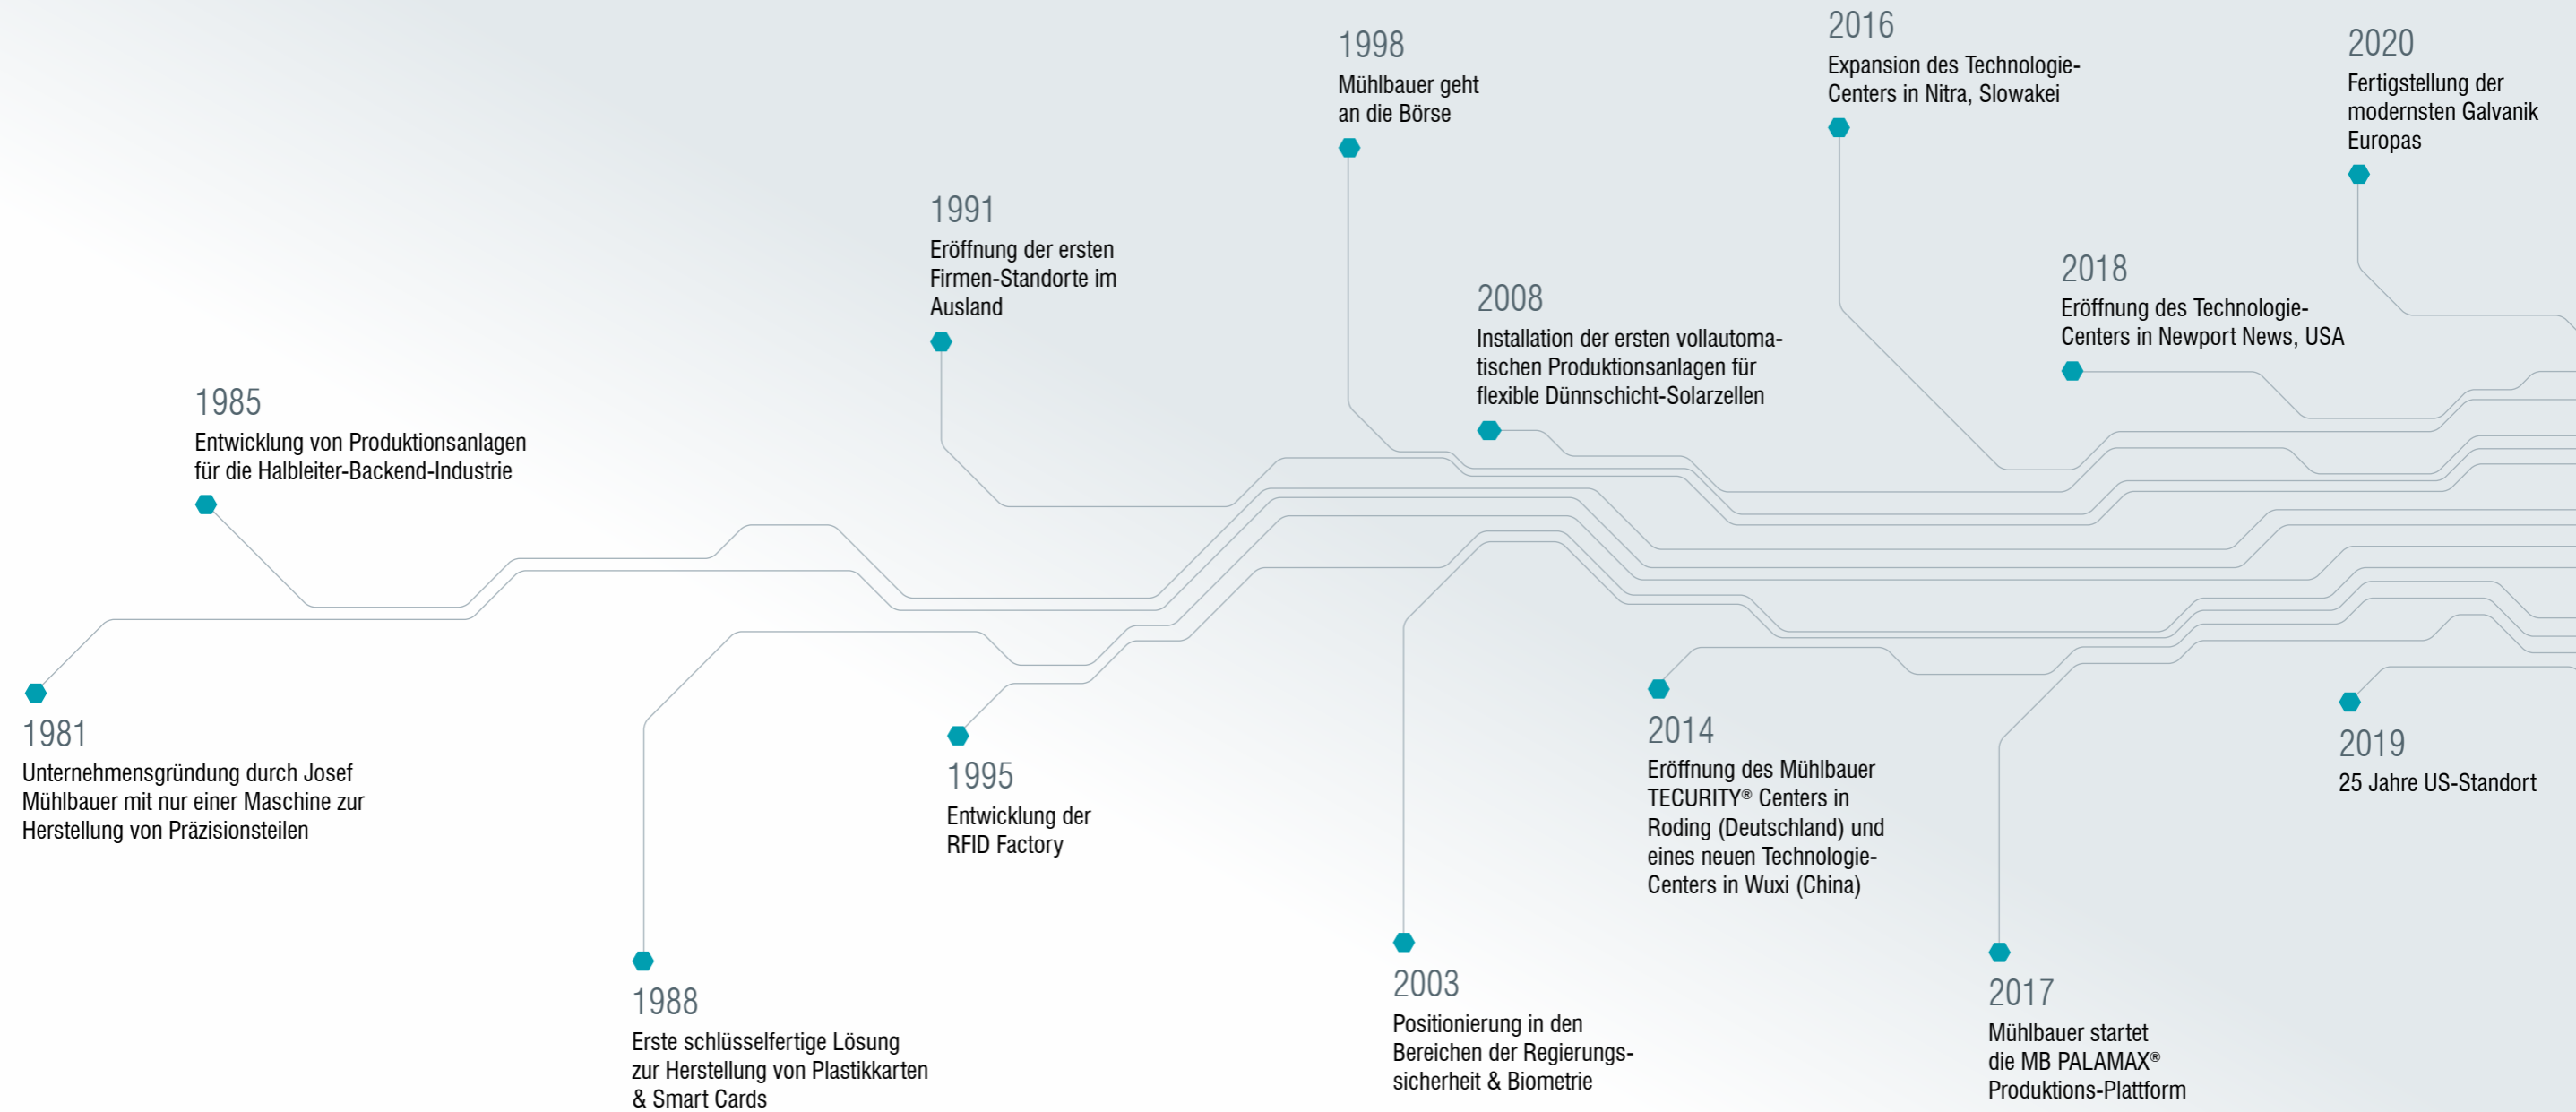 1981
Unternehmensgründung durch Josef
Mühlbauer mit nur einer Maschine zur
Herstellung von Präzisionsteilen
1985
Entwicklung von Produktionsanlagen
für die Halbleiter-Backend-Industrie
1988
Erste schlüsselfertige Lösung
zur Herstellung von Plastikkarten
& Smart Cards
1991
Eröffnung der ersten
Firmen-Standorte im
Ausland
1995
Entwicklung der
RFID Factory
1998
Mühlbauer geht
an die Börse
2003
Positionierung in den
Bereichen der Regierungs-
sicherheit & Biometrie
2008
Installation der ersten vollautoma-
tischen Produktionsanlagen für
flexible Dünnschicht-Solarzellen
2014
Eröffnung des Mühlbauer
TECURITY® Centers in
Roding (Deutschland) und
eines neuen Technologie-
Centers in Wuxi (China)
2016
Expansion des Technologie-
Centers in Nitra, Slowakei
2017
Mühlbauer startet
die MB PALAMAX®
Produktions-Plattform
2018
Eröffnung des Technologie-
Centers in Newport News, USA
2019
25 Jahre US-Standort
2020
Fertigstellung der
modernsten Galvanik
Europas